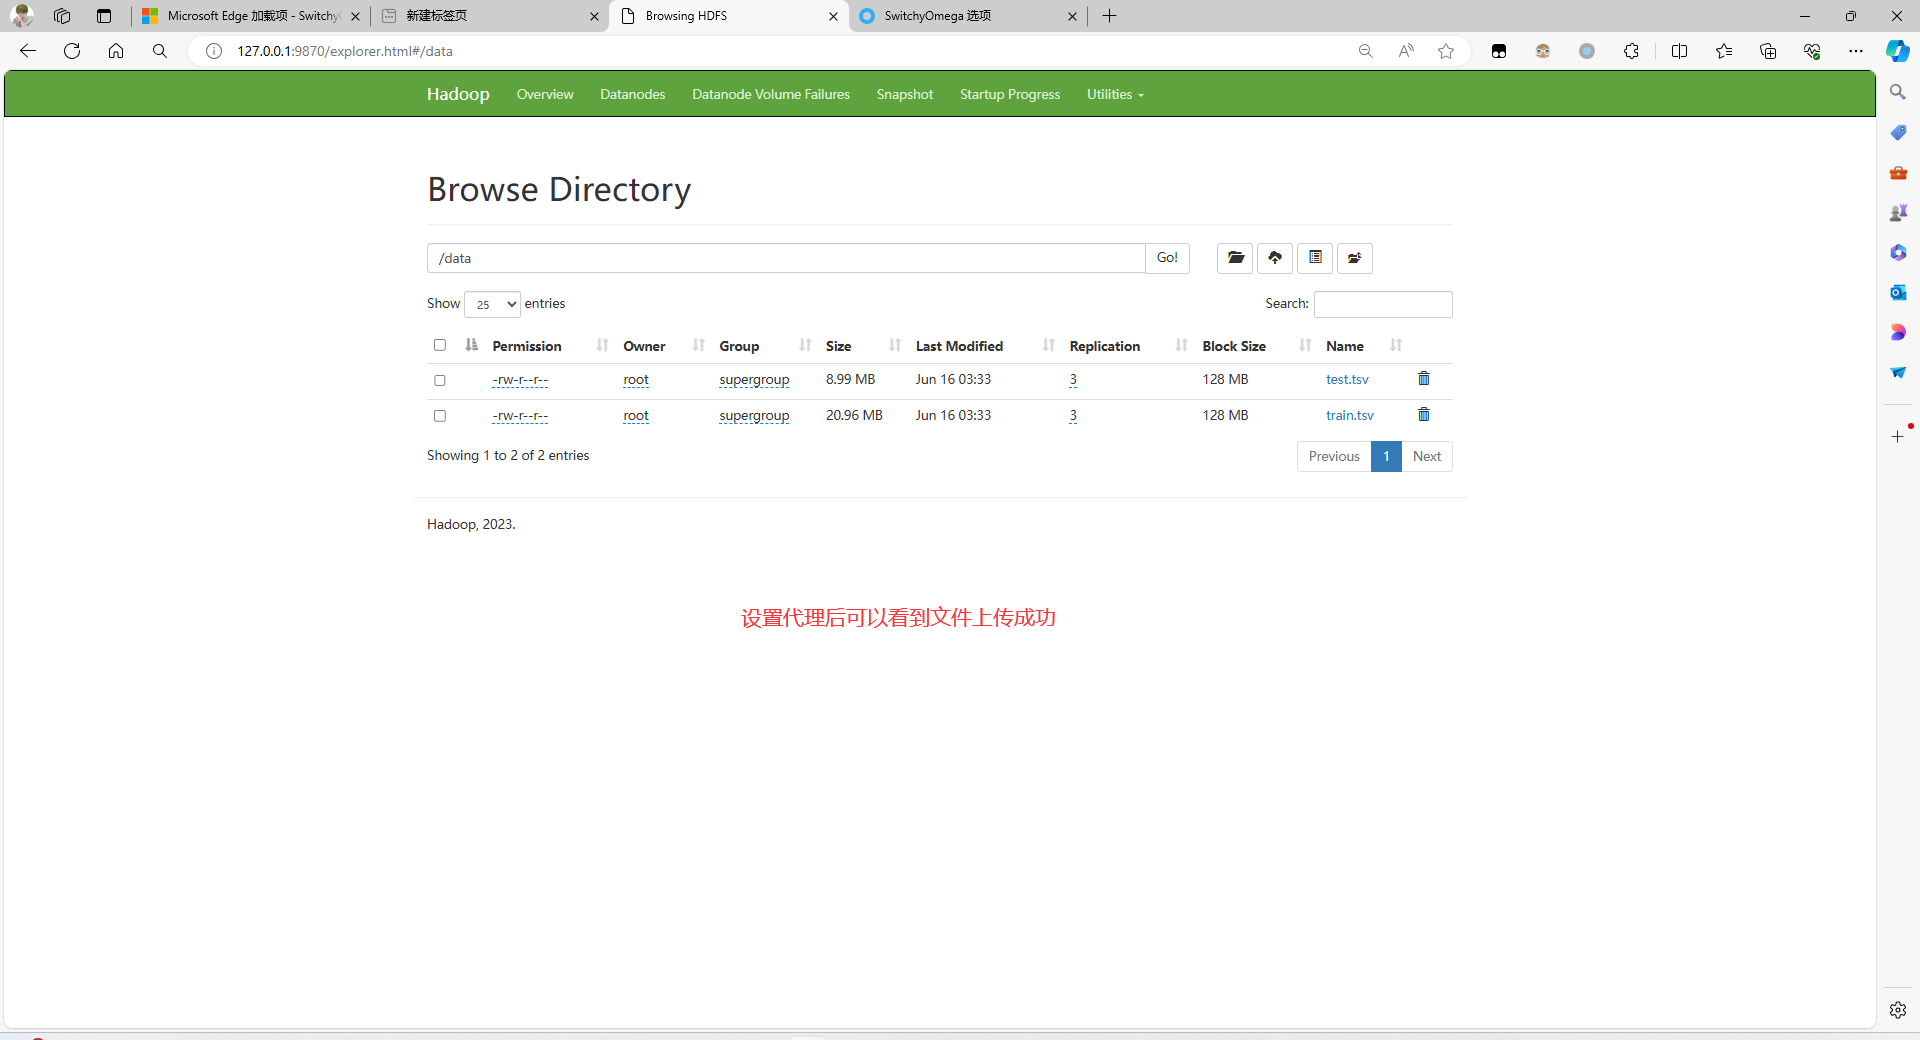 Microsoft Edge 加载项 - Switchy
新建标签页
Browsing HDFS
SwitchyOmega 选项
127.0.0.1:9870/explorer.html#/data
Hadoop Overview Datanodes Datanode Volume Failures Snapshot Startup Progress Utilities
Browse Directory
/data Go!
Show 25 entries Search:
Permission Owner Group Size Last Modified Replication Block Size Name
-rw-r--r-- root supergroup 8.99 MB Jun 16 03:33 3 128 MB test.tsv
-rw-r--r-- root supergroup 20.96 MB Jun 16 03:33 3 128 MB train.tsv
Showing 1 to 2 of 2 entries Previous 1 Next
Hadoop, 2023.
设置代理后可以看到文件上传成功